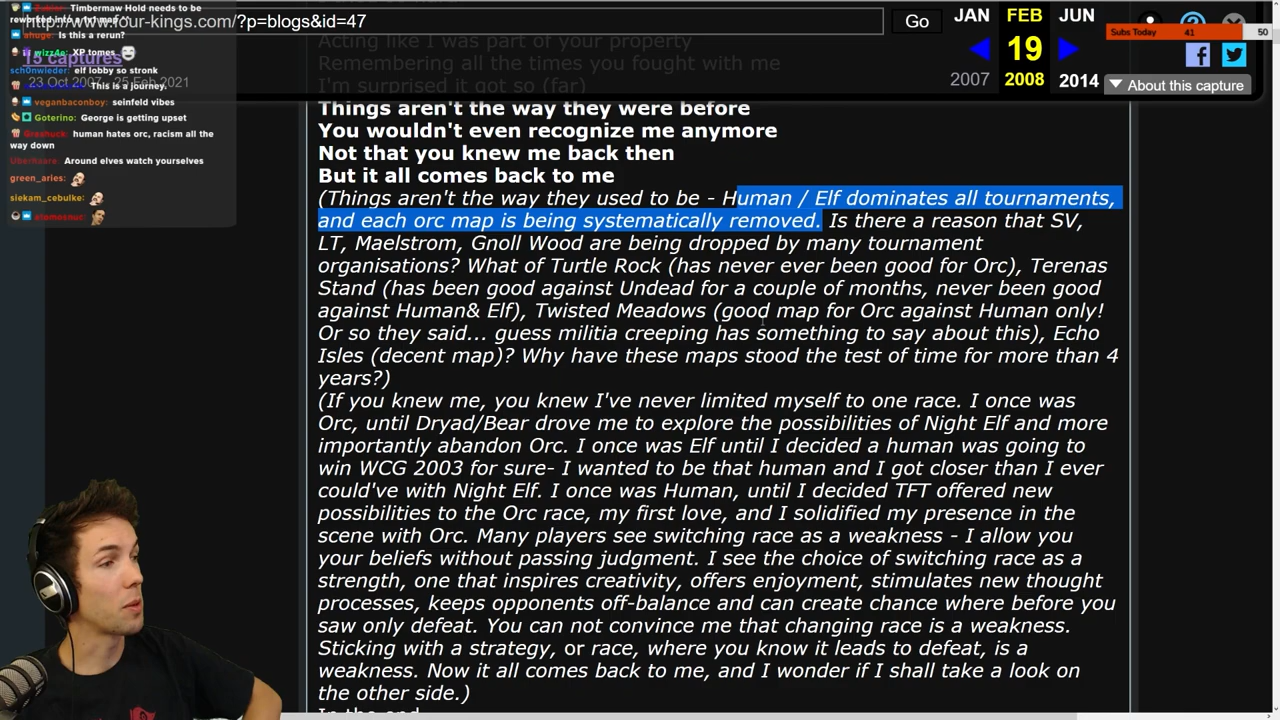 http://www.four-kings.com/?p=blogs&id=47
Go
JAN
FEB
JUN
19
2007
2008
2014
15 captures
23 Oct 2007 - 25 Feb 2021
About this capture
Subs Today
41
50
Timbermaw Hold needs to be
reworked into a 1v1 map
ahuge: Is this a rerun?
wizz4e: XP tomes
sch0nwieder: elf lobby so stronk
This is a journey.
veganbaconboy: seinfeld vibes
Goterino: George is getting upset
human hates orc, racism all the
way down
Around elves watch yourselves
green_aries:
siekam_cebulke:
Acting like I was part of your property
Remembering all the times you fought with me
I'm surprised it got so (far)
Things aren't the way they were before
You wouldn't even recognize me anymore
Not that you knew me back then
But it all comes back to me
(Things aren't the way they used to be - Human / Elf dominates all tournaments,
and each orc map is being systematically removed. Is there a reason that SV,
LT, Maelstrom, Gnoll Wood are being dropped by many tournament
organisations? What of Turtle Rock (has never ever been good for Orc), Terenas
Stand (has been good against Undead for a couple of months, never been good
against Human& Elf), Twisted Meadows (good map for Orc against Human only!
Or so they said... guess militia creeping has something to say about this), Echo
Isles (decent map)? Why have these maps stood the test of time for more than 4
years?)
(If you knew me, you knew I've never limited myself to one race. I once was
Orc, until Dryad/Bear drove me to explore the possibilities of Night Elf and more
importantly abandon Orc. I once was Elf until I decided a human was going to
win WCG 2003 for sure- I wanted to be that human and I got closer than I ever
could've with Night Elf. I once was Human, until I decided TFT offered new
possibilities to the Orc race, my first love, and I solidified my presence in the
scene with Orc. Many players see switching race as a weakness - I allow you
your beliefs without passing judgment. I see the choice of switching race as a
strength, one that inspires creativity, offers enjoyment, stimulates new thought
processes, keeps opponents off-balance and can create chance where before you
saw only defeat. You can not convince me that changing race is a weakness.
Sticking with a strategy, or race, where you know it leads to defeat, is a
weakness. Now it all comes back to me, and I wonder if I shall take a look on
the other side.)
In the end